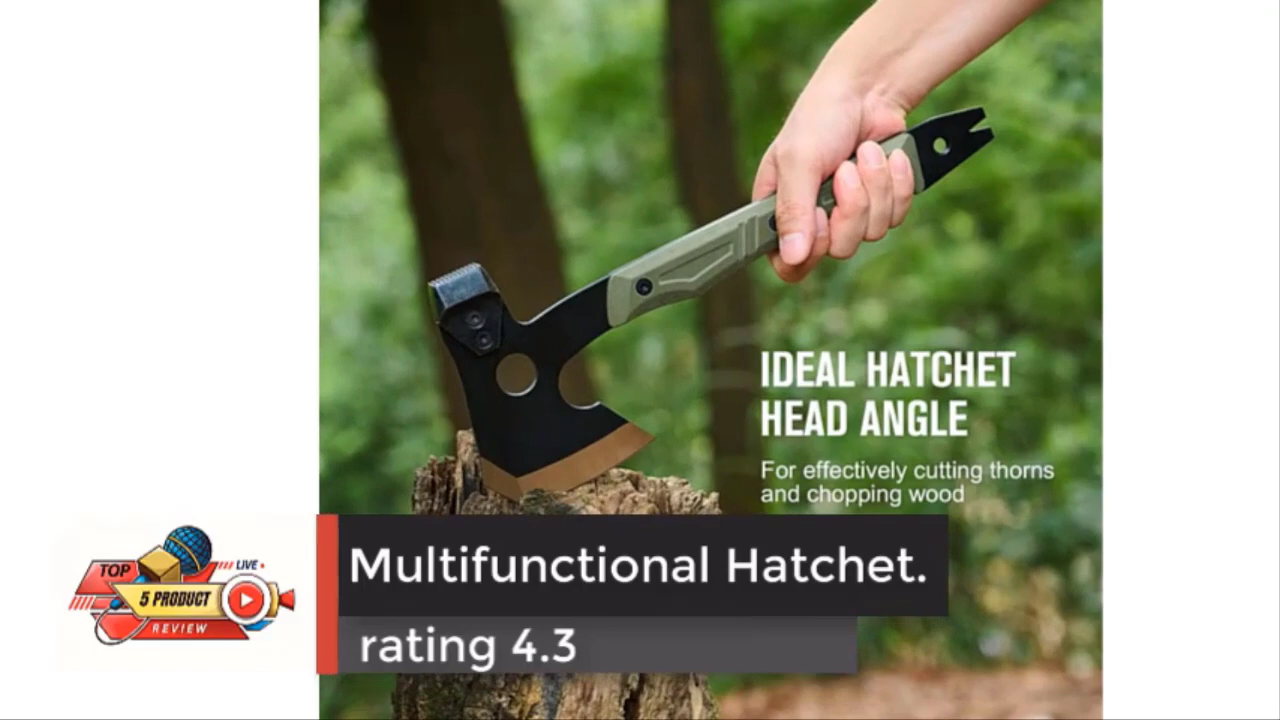 IDEAL HATCHET
HEAD ANGLE
For effectively cutting thorns
and chopping wood
Multifunctional Hatchet.
rating 4.3
TOP
LIVE
5 PRODUCT
REVIEW